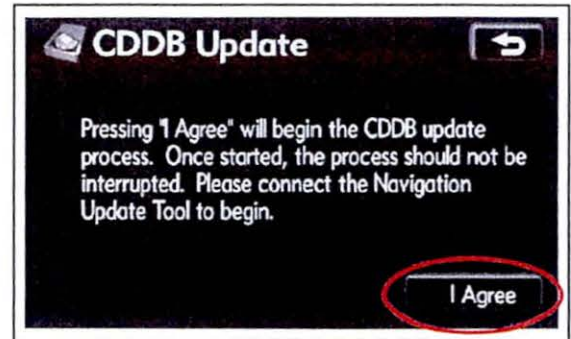 CDDB Update
Pressing "I Agree" will begin the CDDB update
process. Once started, the process should not be
interrupted. Please connect the Navigation
Update Tool to begin.
I Agree